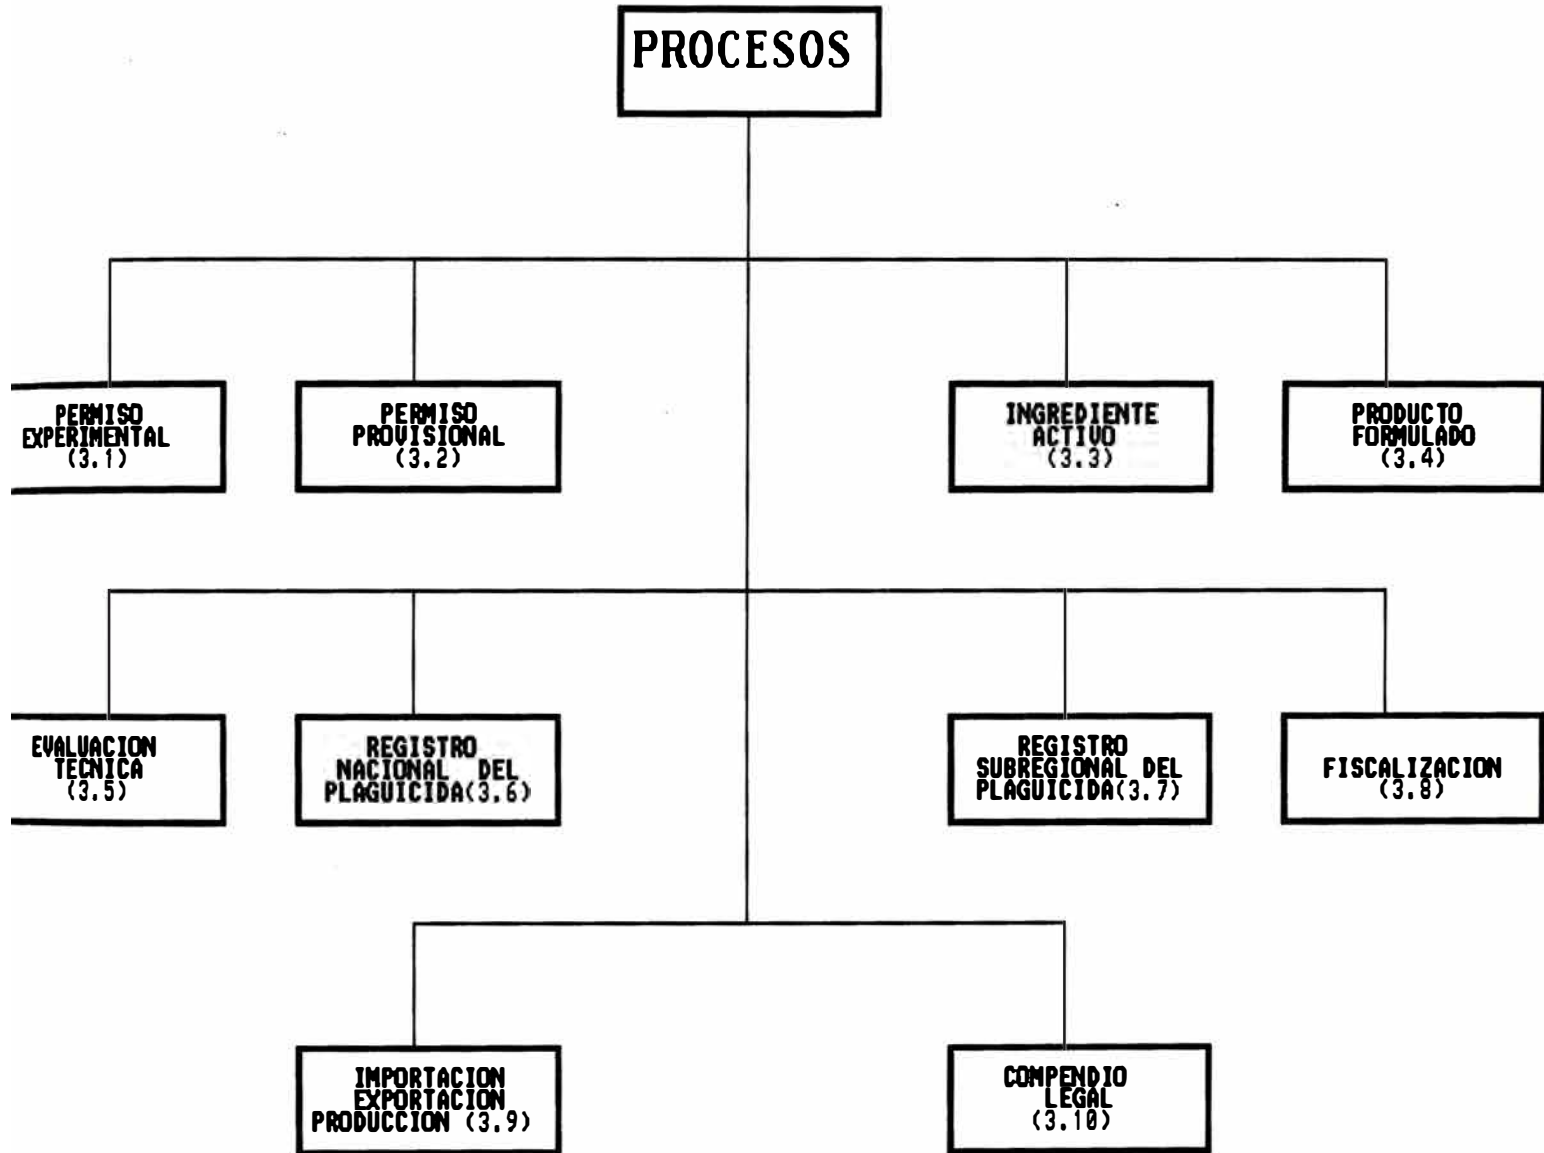 PROCESOS
PERMISO
EXPERIMENTAL
(3.1)
PERMISO
PROVISIONAL
(3.2)
INGREDIENTE
ACTIVO
(3.3)
PRODUCTO
FORMULADO
(3.4)
EVALUACION
TECNICA
(3.5)
REGISTRO
NACIONAL DEL
PLAGUICIDA(3.6)
REGISTRO
SUBREGIONAL DEL
PLAGUICIDA(3.7)
FISCALIZACION
(3.8)
IMPORTACION
EXPORTACION
PRODUCCION (3.9)
COMPENDIO
LEGAL
(3.10)